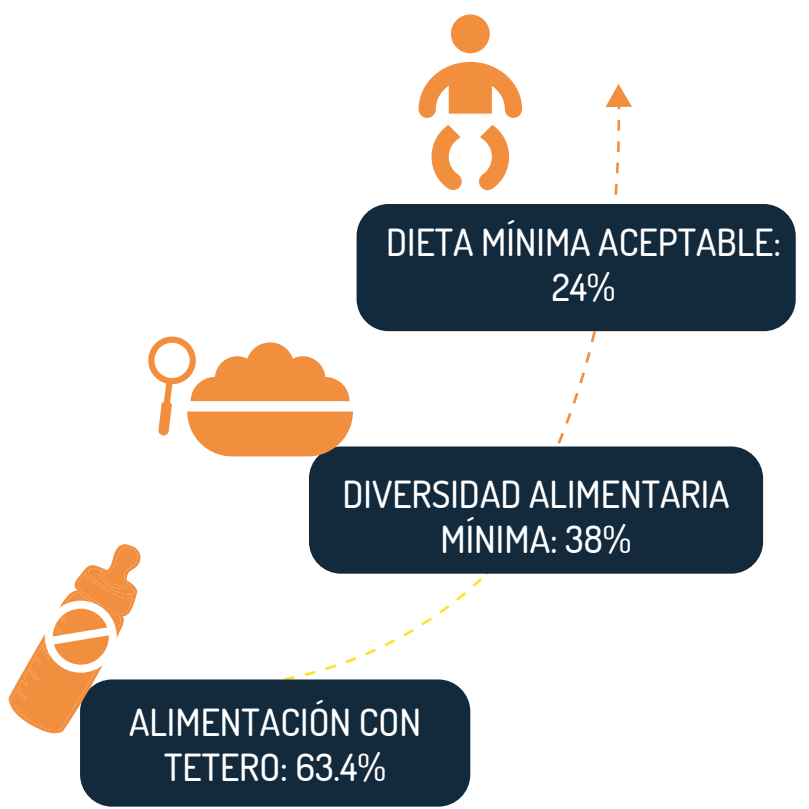 DIETA MÍNIMA ACEPTABLE:
24%
DIVERSIDAD ALIMENTARIA
MÍNIMA: 38%
ALIMENTACIÓN CON
TETERO: 63.4%